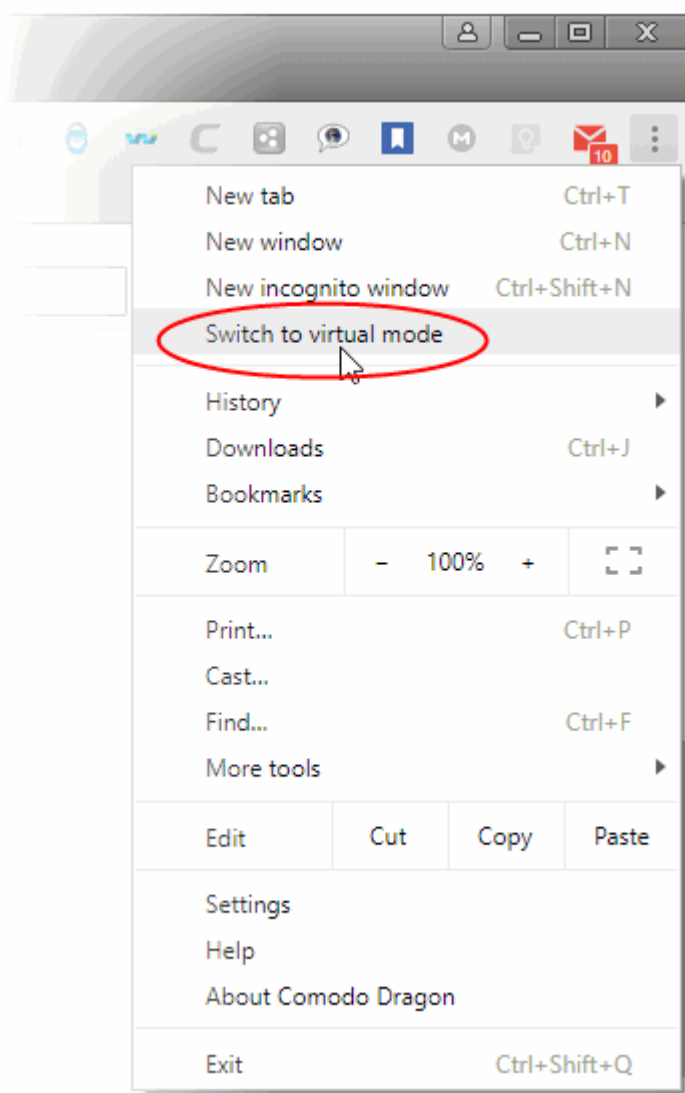 10
New tab Ctrl+T
New window Ctrl+N
New incognito window Ctrl+Shift+N
Switch to virtual mode
History
Downloads Ctrl+J
Bookmarks
Zoom − 100% +
Print... Ctrl+P
Cast...
Find... Ctrl+F
More tools
Edit Cut Copy Paste
Settings
Help
About Comodo Dragon
Exit Ctrl+Shift+Q